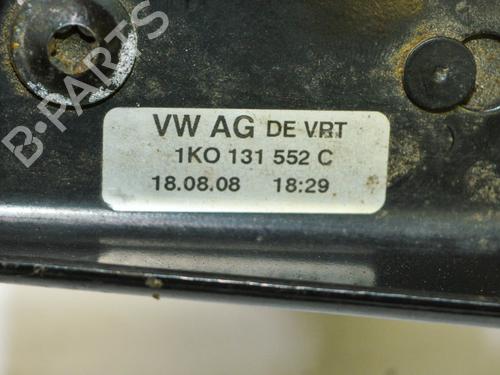 B-PARTS
VW AG DE VRT
1KO 131 552 C
18.08.08 18:29